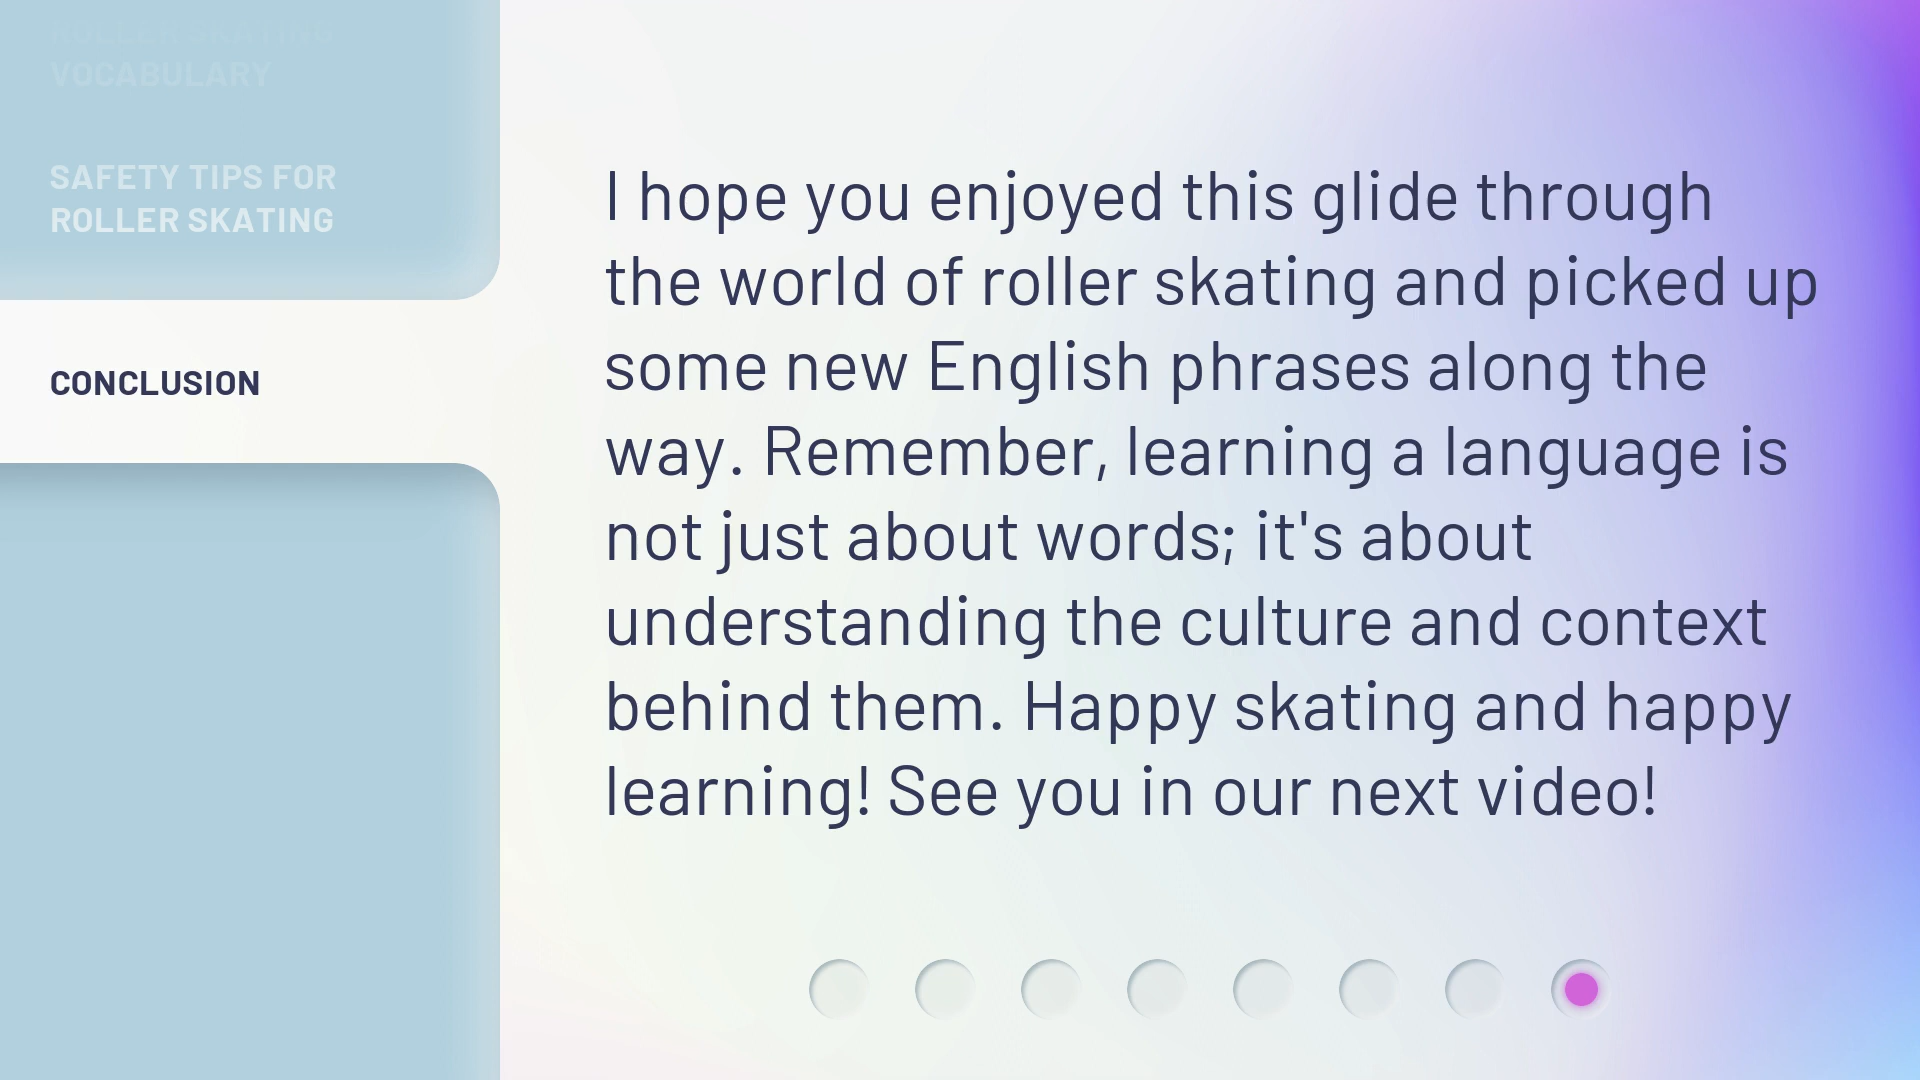 ROLLER SKATING
VOCABULARY
SAFETY TIPS FOR
ROLLER SKATING
CONCLUSION
I hope you enjoyed this glide through
the world of roller skating and picked up
some new English phrases along the
way. Remember, learning a language is
not just about words; it's about
understanding the culture and context
behind them. Happy skating and happy
learning! See you in our next video!